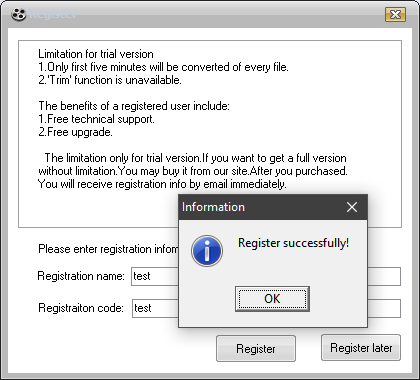 Register
Limitation for trial version
1.Only first five minutes will be converted of every file.
2.'Trim' function is unavailable.
The benefits of a registered user include:
1.Free technical support.
2.Free upgrade.
The limitation only for trial version.If you want to get a full version
without limitation.You may buy it from our site.After you purchased.
You will receive registration info by email immediately.
Information
Register successfully!
OK
Please enter registration
Registration name: test
Registraiton code: test
Register
Register later